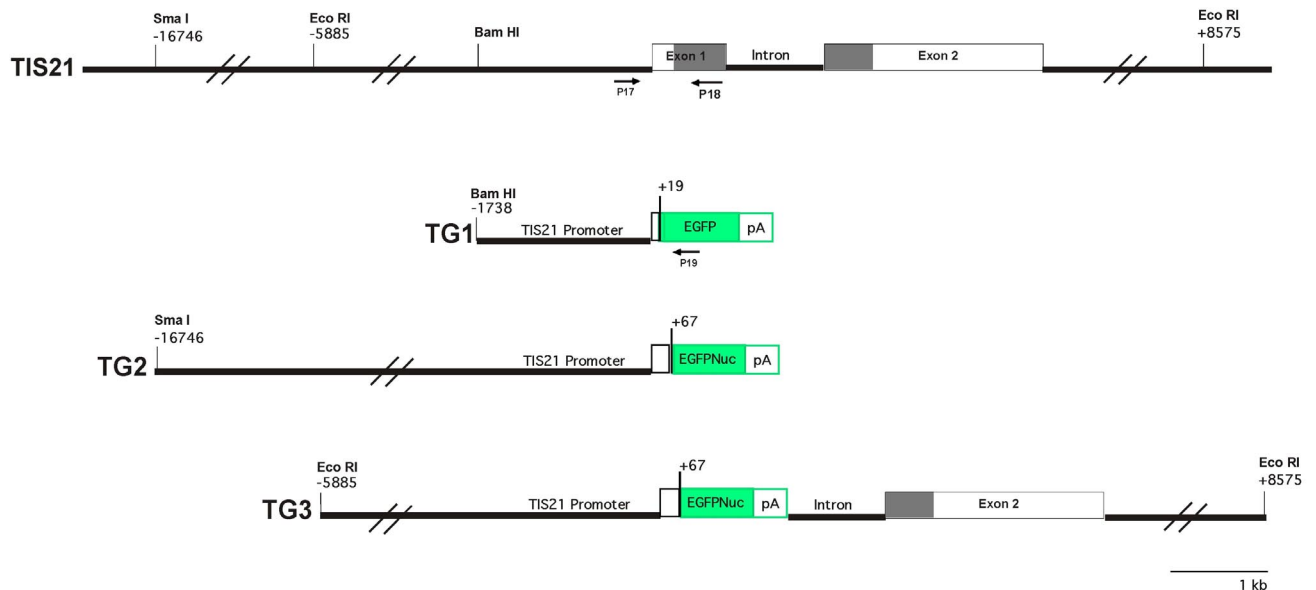 Sma I
-16746
Eco RI
-5885
Bam HI
Eco RI
+8575
TIS21
Exon 1
Intron
Exon 2
P17
P18
Bam HI
-1738
+19
TG1
TIS21 Promoter
EGFP
pA
P19
Sma I
-16746
+67
TG2
TIS21 Promoter
EGFPNuc
pA
Eco RI
-5885
+67
Eco RI
+8575
TG3
TIS21 Promoter
EGFPNuc
pA
Intron
Exon 2
1 kb